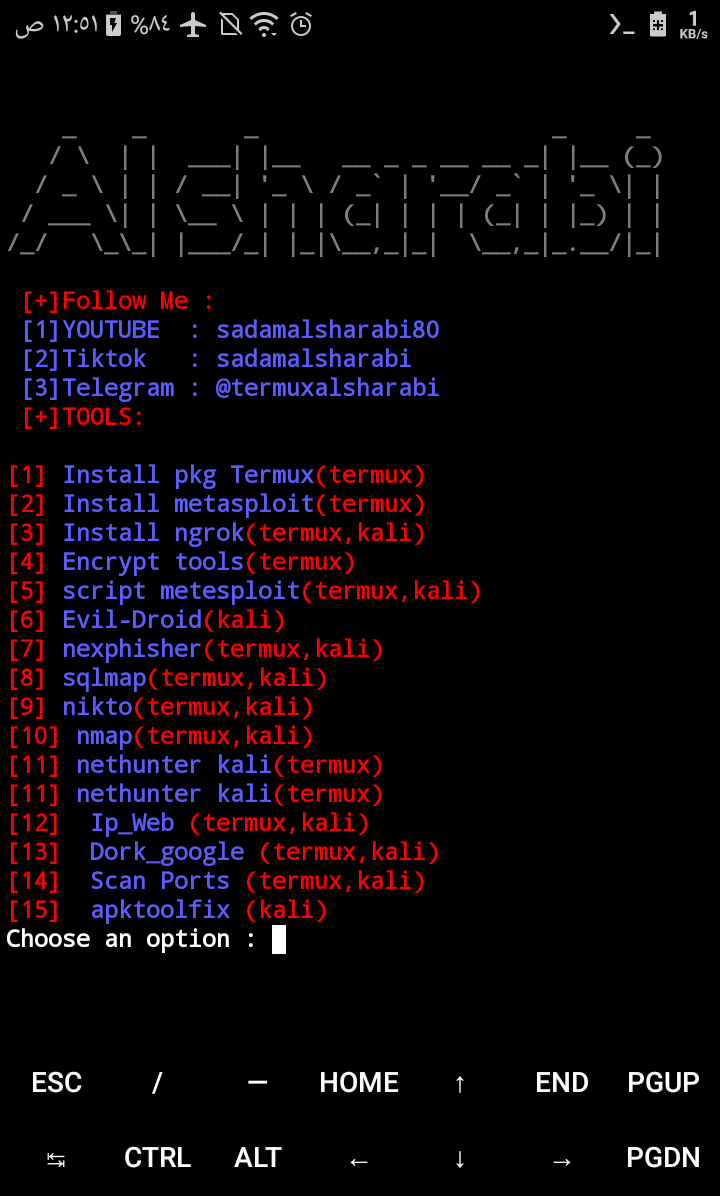 ١٢:٥١ ص %٨٤ 1 KB/s
Alsharabi
[+]Follow Me :
[1]YOUTUBE  : sadamalsharabi80
[2]Tiktok   : sadamalsharabi
[3]Telegram : @termuxalsharabi
[+]TOOLS:
[1] Install pkg Termux(termux)
[2] Install metasploit(termux)
[3] Install ngrok(termux,kali)
[4] Encrypt tools(termux)
[5] script metesploit(termux,kali)
[6] Evil-Droid(kali)
[7] nexphisher(termux,kali)
[8] sqlmap(termux,kali)
[9] nikto(termux,kali)
[10] nmap(termux,kali)
[11] nethunter kali(termux)
[11] nethunter kali(termux)
[12]  Ip_Web (termux,kali)
[13]  Dork_google (termux,kali)
[14]  Scan Ports (termux,kali)
[15]  apktoolfix (kali)
Choose an option :
ESC / — HOME ↑ END PGUP
↹ CTRL ALT ← ↓ → PGDN